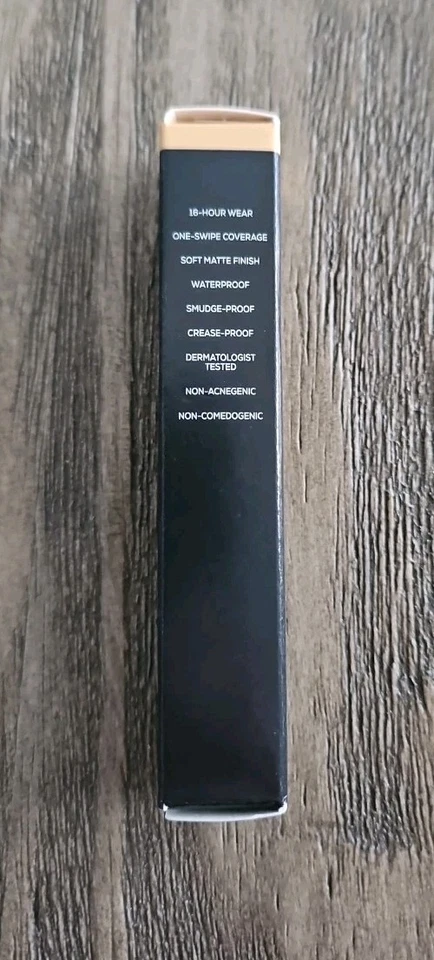 18-HOUR WEAR
ONE-SWIPE COVERAGE
SOFT MATTE FINISH
WATERPROOF
SMUDGE-PROOF
CREASE-PROOF
DERMATOLOGIST
TESTED
NON-ACNEGENIC
NON-COMEDOGENIC